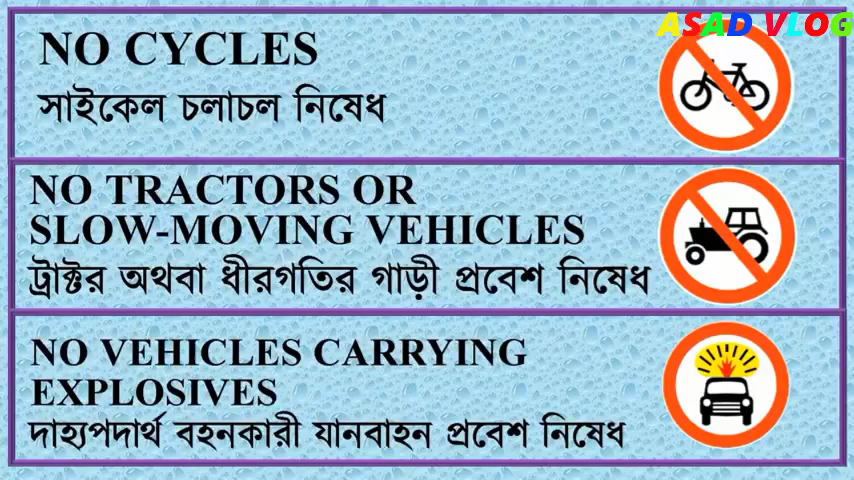 ASAD VLOG
NO CYCLES
সাইকেল চলাচল নিষেধ
NO TRACTORS OR
SLOW-MOVING VEHICLES
ট্রাক্টর অথবা ধীরগতির গাড়ী প্রবেশ নিষেধ
NO VEHICLES CARRYING
EXPLOSIVES
দাহ্যপদার্থ বহনকারী যানবাহন প্রবেশ নিষেধ